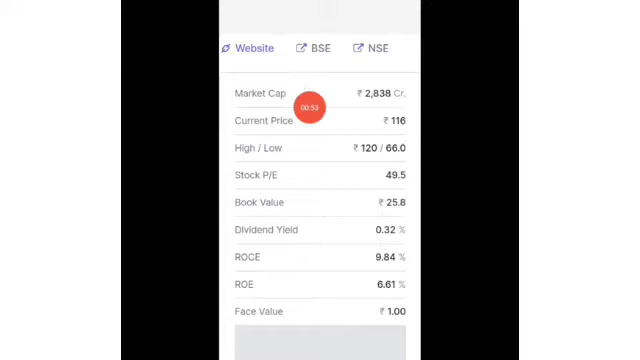 Website BSE NSE
Market Cap ₹ 2,838 Cr.
00:53
Current Price ₹ 116
High / Low ₹ 120 / 66.0
Stock P/E 49.5
Book Value ₹ 25.8
Dividend Yield 0.32 %
ROCE 9.84 %
ROE 6.61 %
Face Value ₹ 1.00